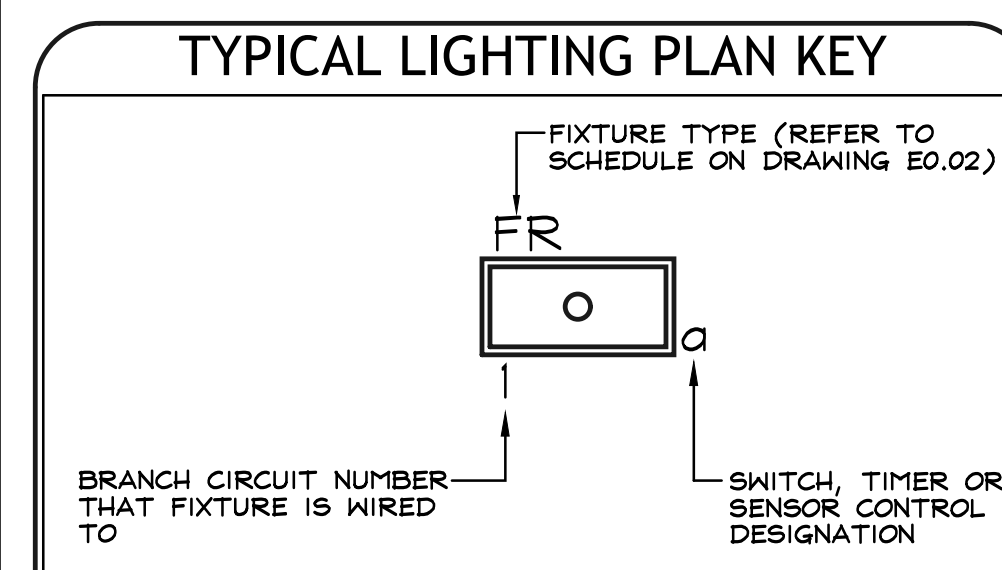 TYPICAL LIGHTING PLAN KEY
FIXTURE TYPE (REFER TO
SCHEDULE ON DRAWING E0.02)
FR
a
1
BRANCH CIRCUIT NUMBER
THAT FIXTURE IS WIRED
TO
SWITCH, TIMER OR
SENSOR CONTROL
DESIGNATION